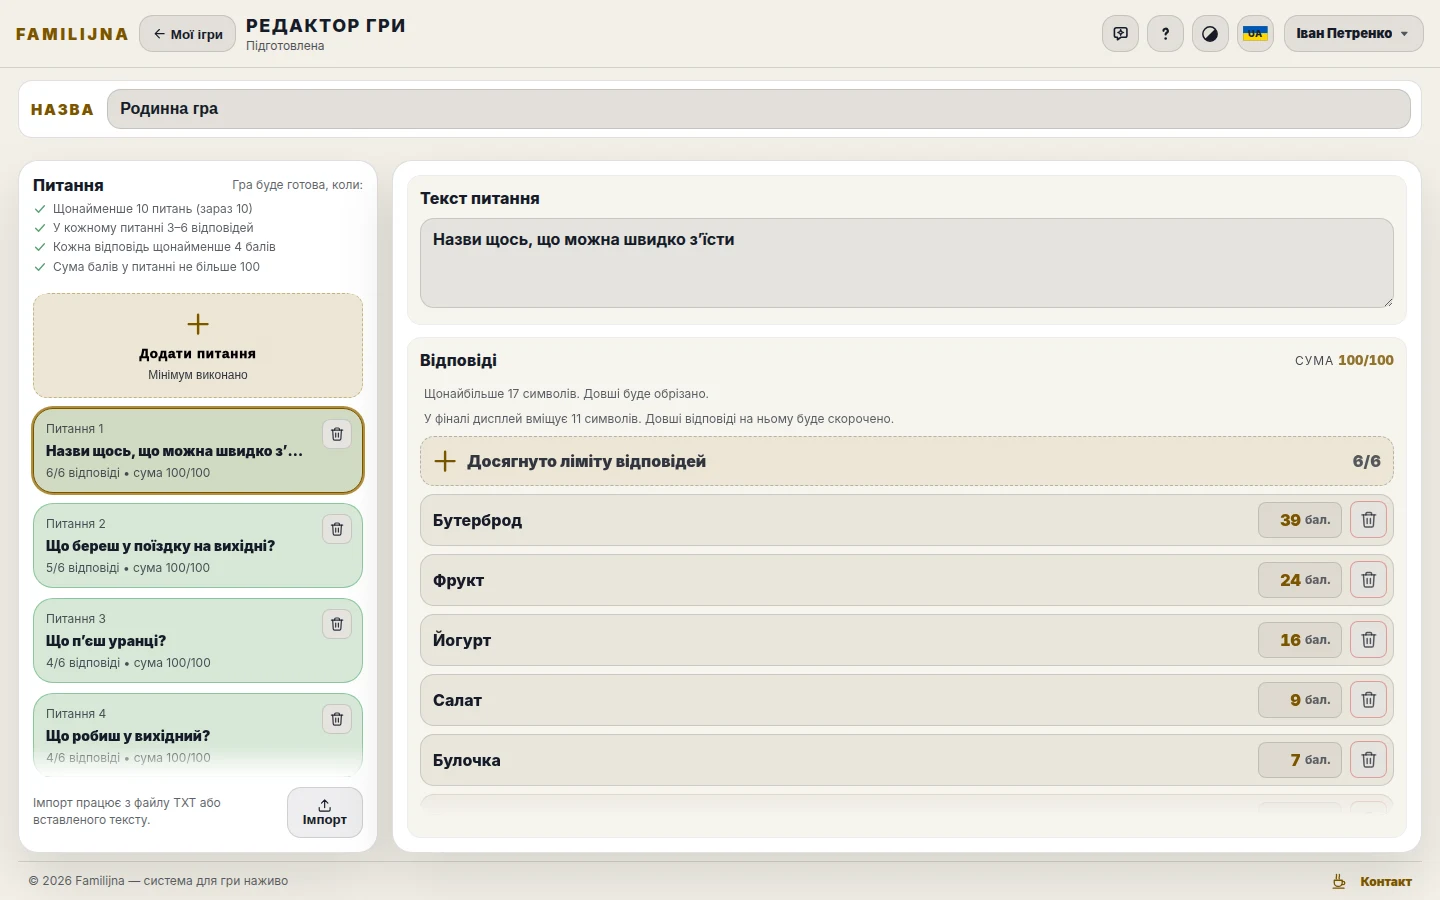 FAMILIJNA
Мої ігри
РЕДАКТОР ГРИ
Підготовлена
?
UA
Іван Петренко
НАЗВА
Родинна гра
Питання
Гра буде готова, коли:
Щонайменше 10 питань (зараз 10)
У кожному питанні 3–6 відповідей
Кожна відповідь щонайменше 4 балів
Сума балів у питанні не більше 100
Додати питання
Мінімум виконано
Питання 1
Назви щось, що можна швидко з’…
6/6 відповіді • сума 100/100
Питання 2
Що береш у поїздку на вихідні?
5/6 відповіді • сума 100/100
Питання 3
Що п’єш уранці?
4/6 відповіді • сума 100/100
Питання 4
Що робиш у вихідний?
4/6 відповіді • сума 100/100
Імпорт працює з файлу TXT або
вставленого тексту.
Імпорт
Текст питання
Назви щось, що можна швидко з’їсти
Відповіді
СУМА 100/100
Щонайбільше 17 символів. Довші буде обрізано.
У фіналі дисплей вміщує 11 символів. Довші відповіді на ньому буде скорочено.
Досягнуто ліміту відповідей
6/6
Бутерброд
39 бал.
Фрукт
24 бал.
Йогурт
16 бал.
Салат
9 бал.
Булочка
7 бал.
© 2026 Familijna — система для гри наживо
Контакт